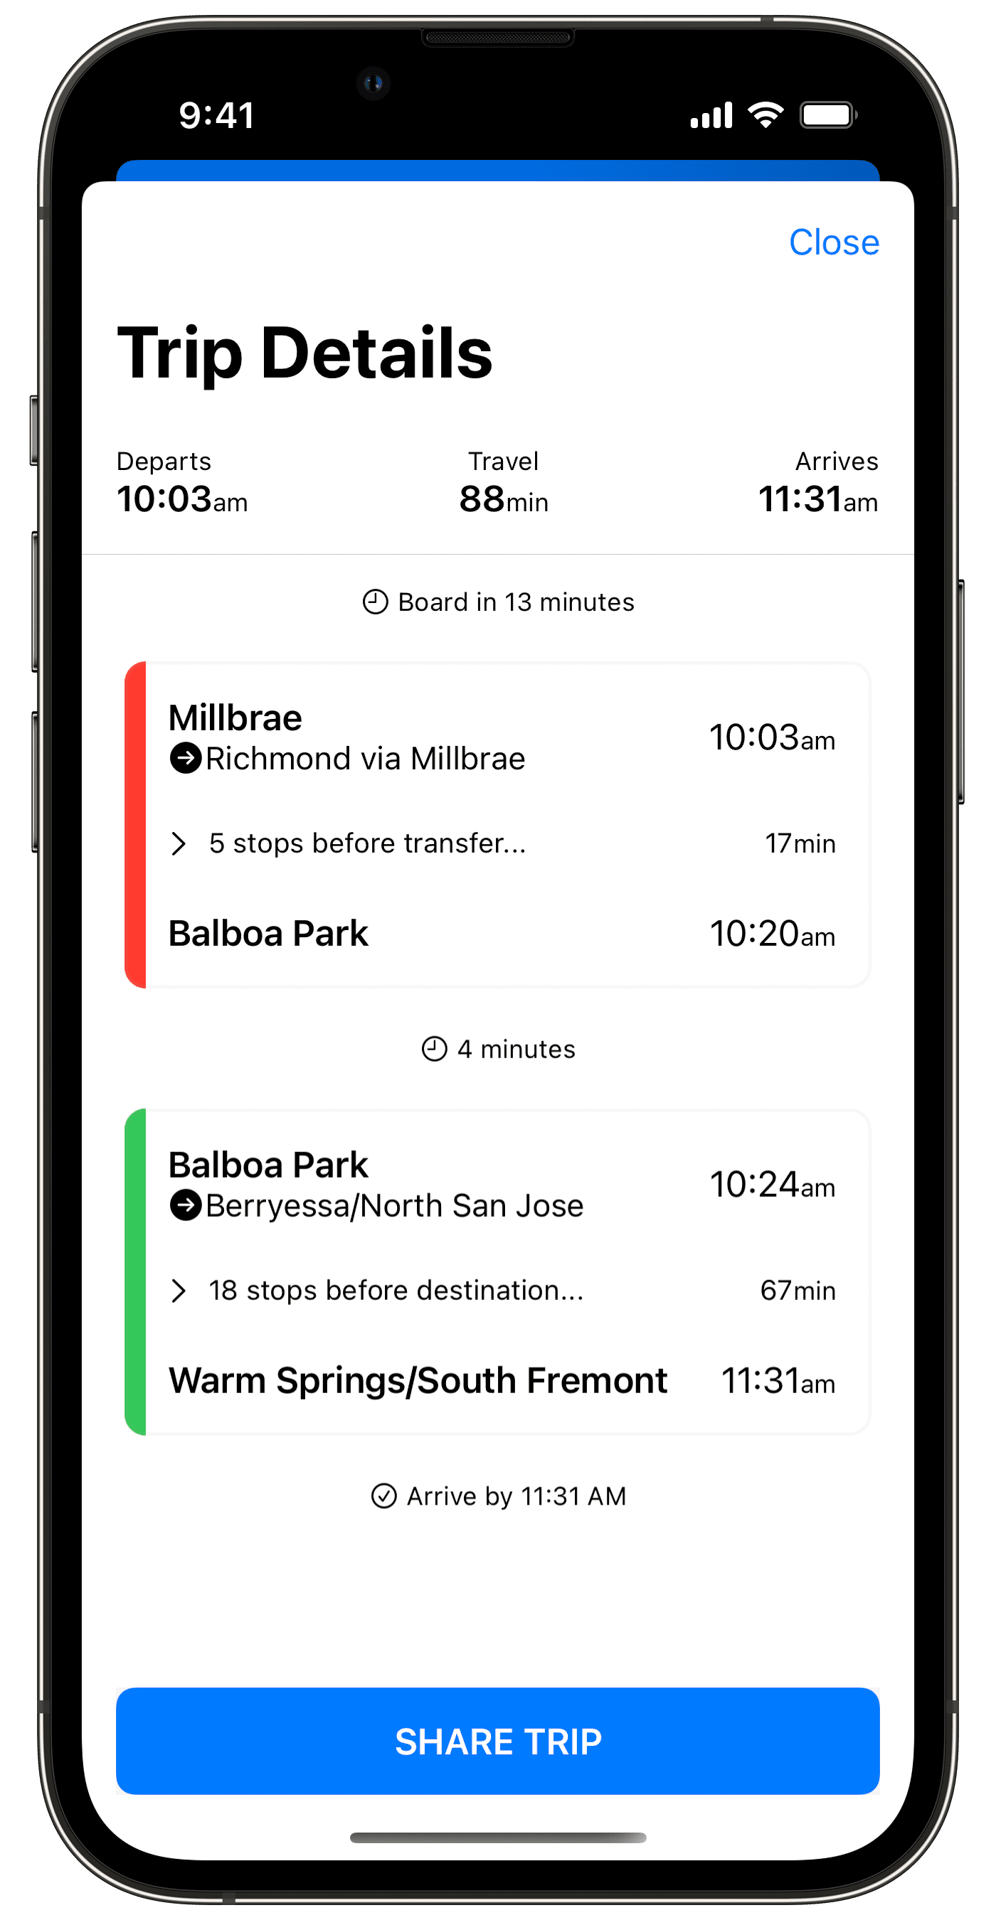 9:41
Close
Trip Details
Departs Travel Arrives
10:03am 88min 11:31am
Board in 13 minutes
Millbrae
Richmond via Millbrae
10:03am
5 stops before transfer... 17min
Balboa Park 10:20am
4 minutes
Balboa Park
Berryessa/North San Jose
10:24am
18 stops before destination... 67min
Warm Springs/South Fremont 11:31am
Arrive by 11:31 AM
SHARE TRIP